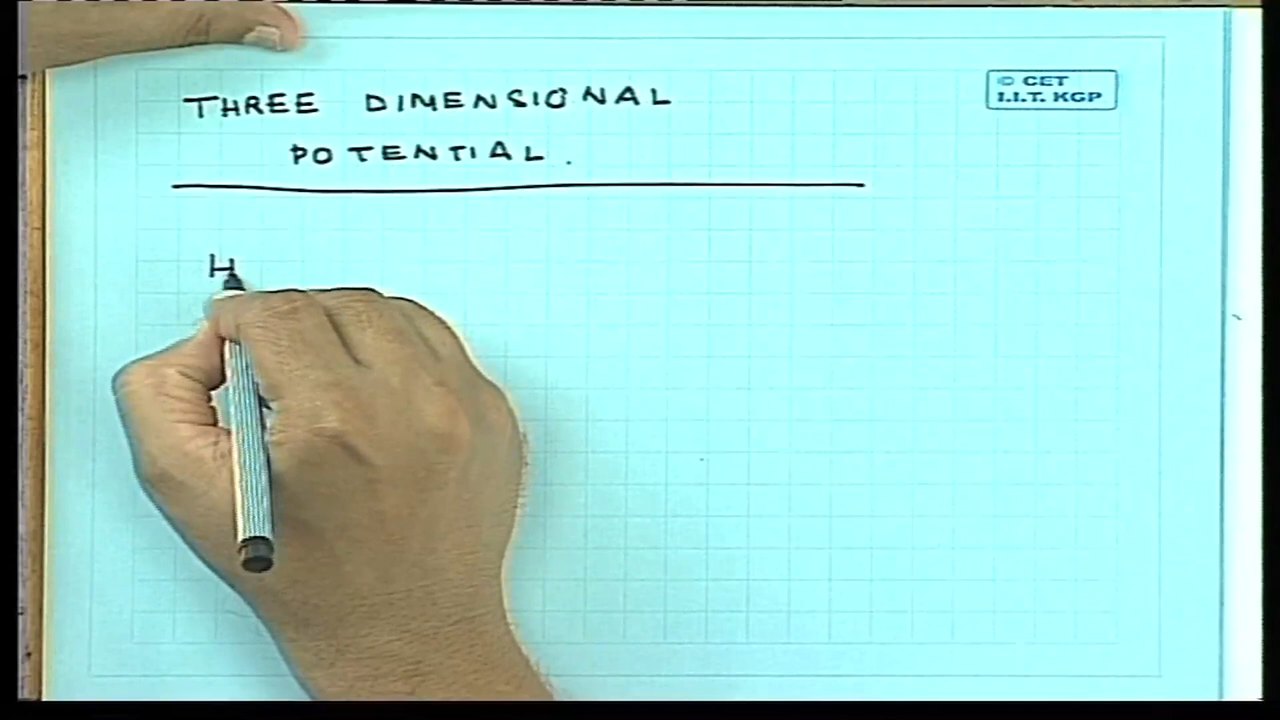 THREE DIMENSIONAL
POTENTIAL.
© CET
I.I.T. KGP
H